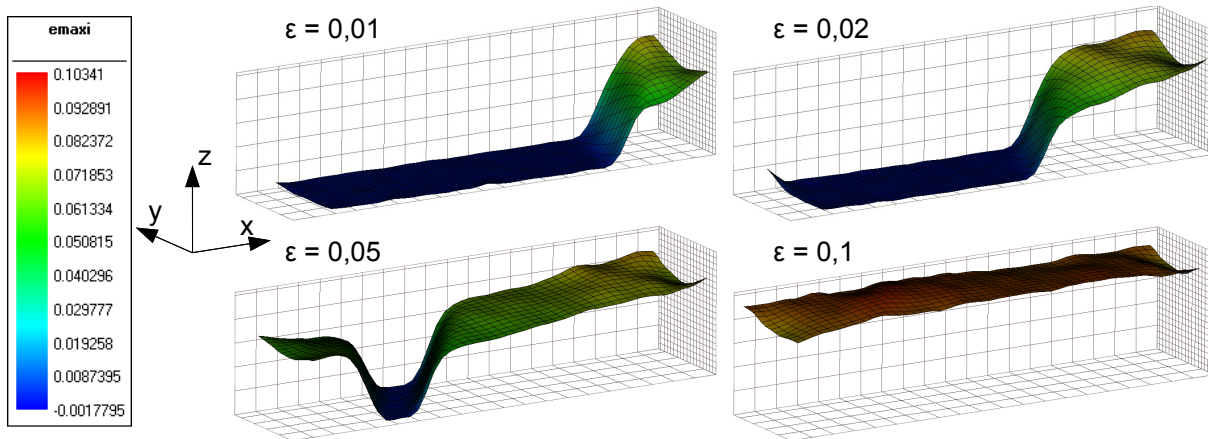 emaxi
0.10341
0.092891
0.082372
0.071853
0.061334
0.050815
0.040296
0.029777
0.019258
0.0087395
-0.0017795
z
y
x
ε = 0,01
ε = 0,02
ε = 0,05
ε = 0,1